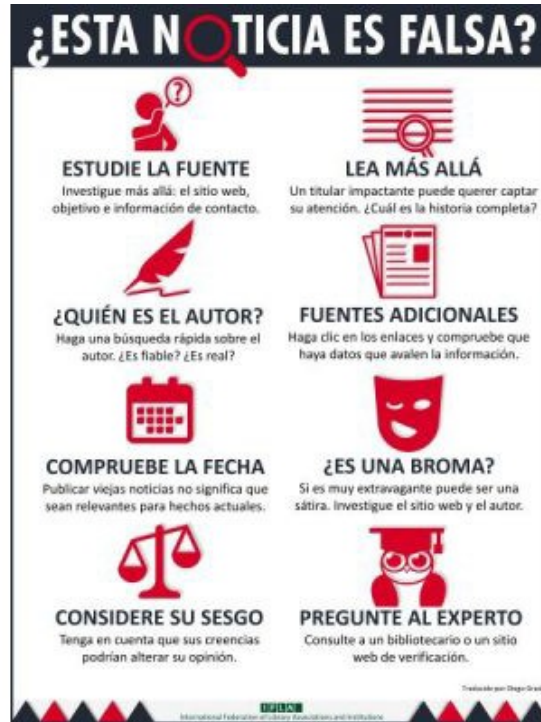 ¿ESTA NOTICIA ES FALSA?
ESTUDIE LA FUENTE
Investigue más allá: el sitio web,
objetivo e información de contacto.
LEA MÁS ALLÁ
Un titular impactante puede querer captar
su atención. ¿Cuál es la historia completa?
¿QUIÉN ES EL AUTOR?
Haga una búsqueda rápida sobre el
autor. ¿Es fiable? ¿Es real?
FUENTES ADICIONALES
Haga clic en los enlaces y compruebe que
haya datos que avalen la información.
COMPRUEBE LA FECHA
Publicar viejas noticias no significa que
sean relevantes para hechos actuales.
¿ES UNA BROMA?
Si es muy extravagante puede ser una
sátira. Investigue el sitio web y el autor.
CONSIDERE SU SESGO
Tenga en cuenta que sus creencias
podrían alterar su opinión.
PREGUNTE AL EXPERTO
Consulte a un bibliotecario o un sitio
web de verificación.
Traducido por Diego
IFLA
International Federation of Library Associations and Institutions